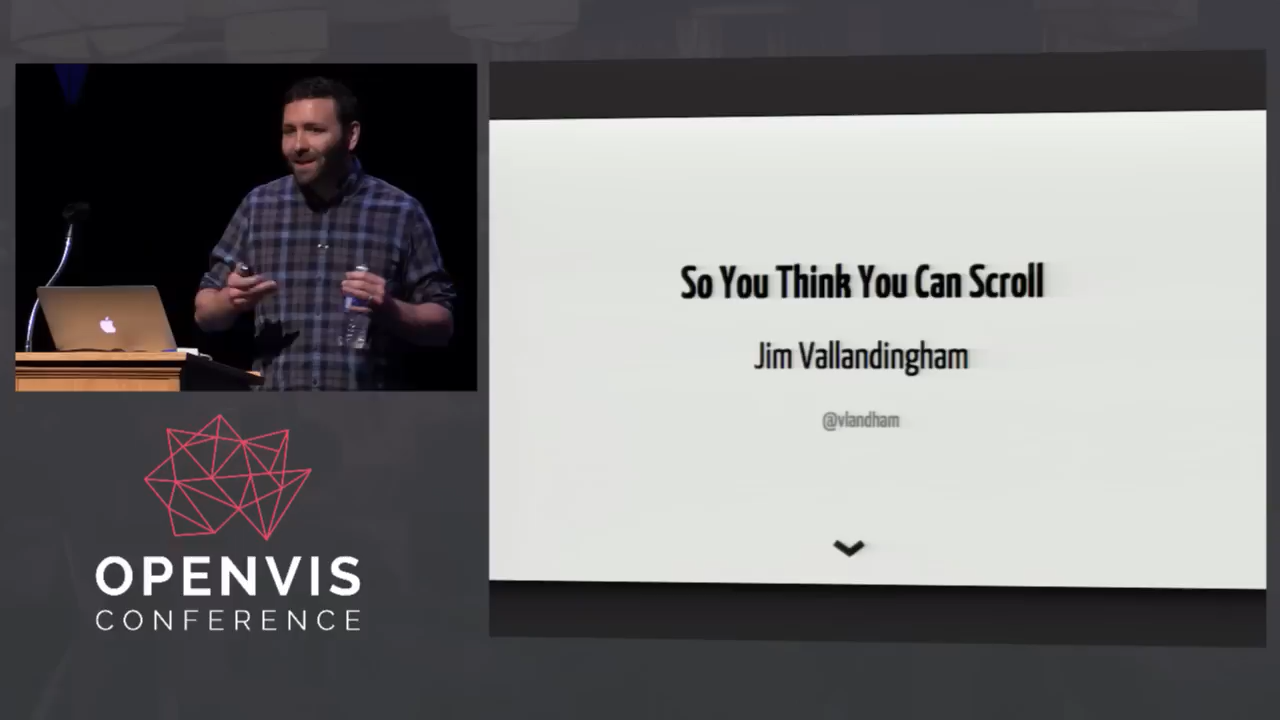 So You Think You Can Scroll
Jim Vallandingham
@vlandham
OPENVIS
CONFERENCE